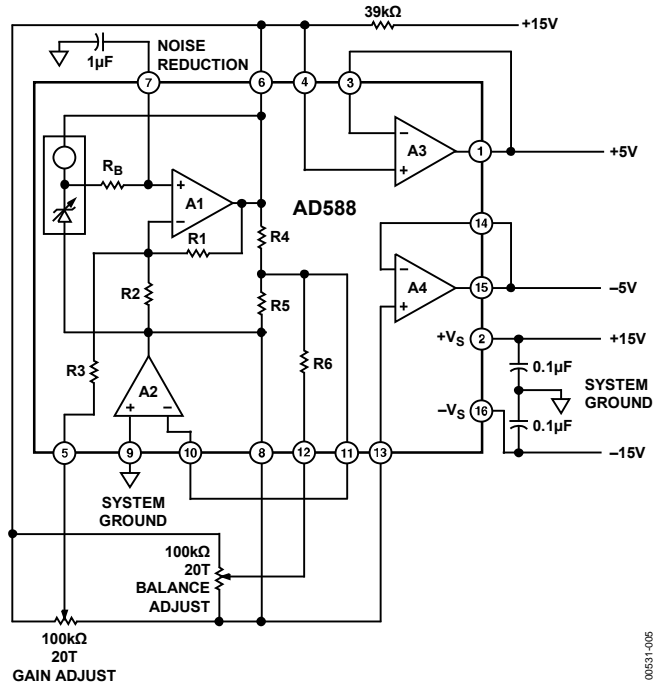 39kΩ
+15V
1µF
NOISE
REDUCTION
7
6
4
3
RB
A1
A3
1
+5V
AD588
R1
R4
14
R2
R5
A4
15
–5V
R3
R6
+VS
2
+15V
0.1µF
A2
SYSTEM
GROUND
–VS
16
0.1µF
–15V
5
9
10
8
12
11
13
SYSTEM
GROUND
100kΩ
20T
BALANCE
ADJUST
100kΩ
20T
GAIN ADJUST
00531-005
+
–
+
–
–
+
–
+